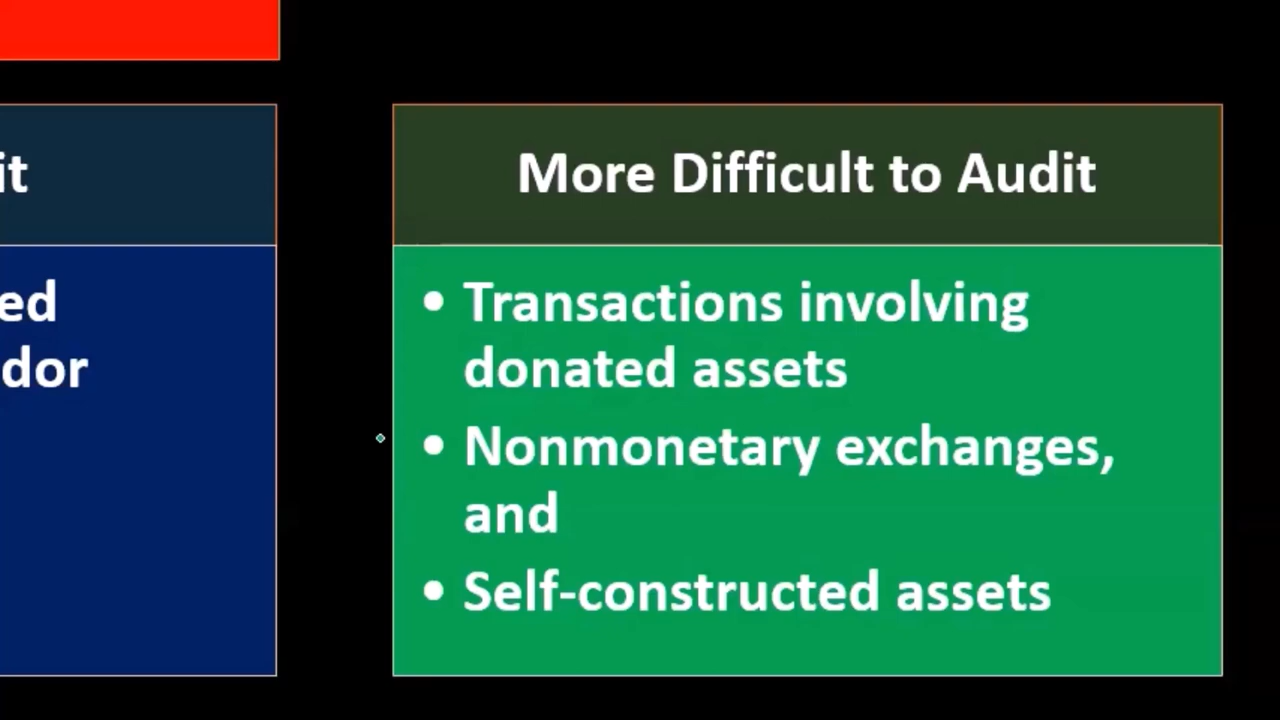 it
ed
dor
More Difficult to Audit
• Transactions involving
donated assets
• Nonmonetary exchanges,
and
• Self-constructed assets